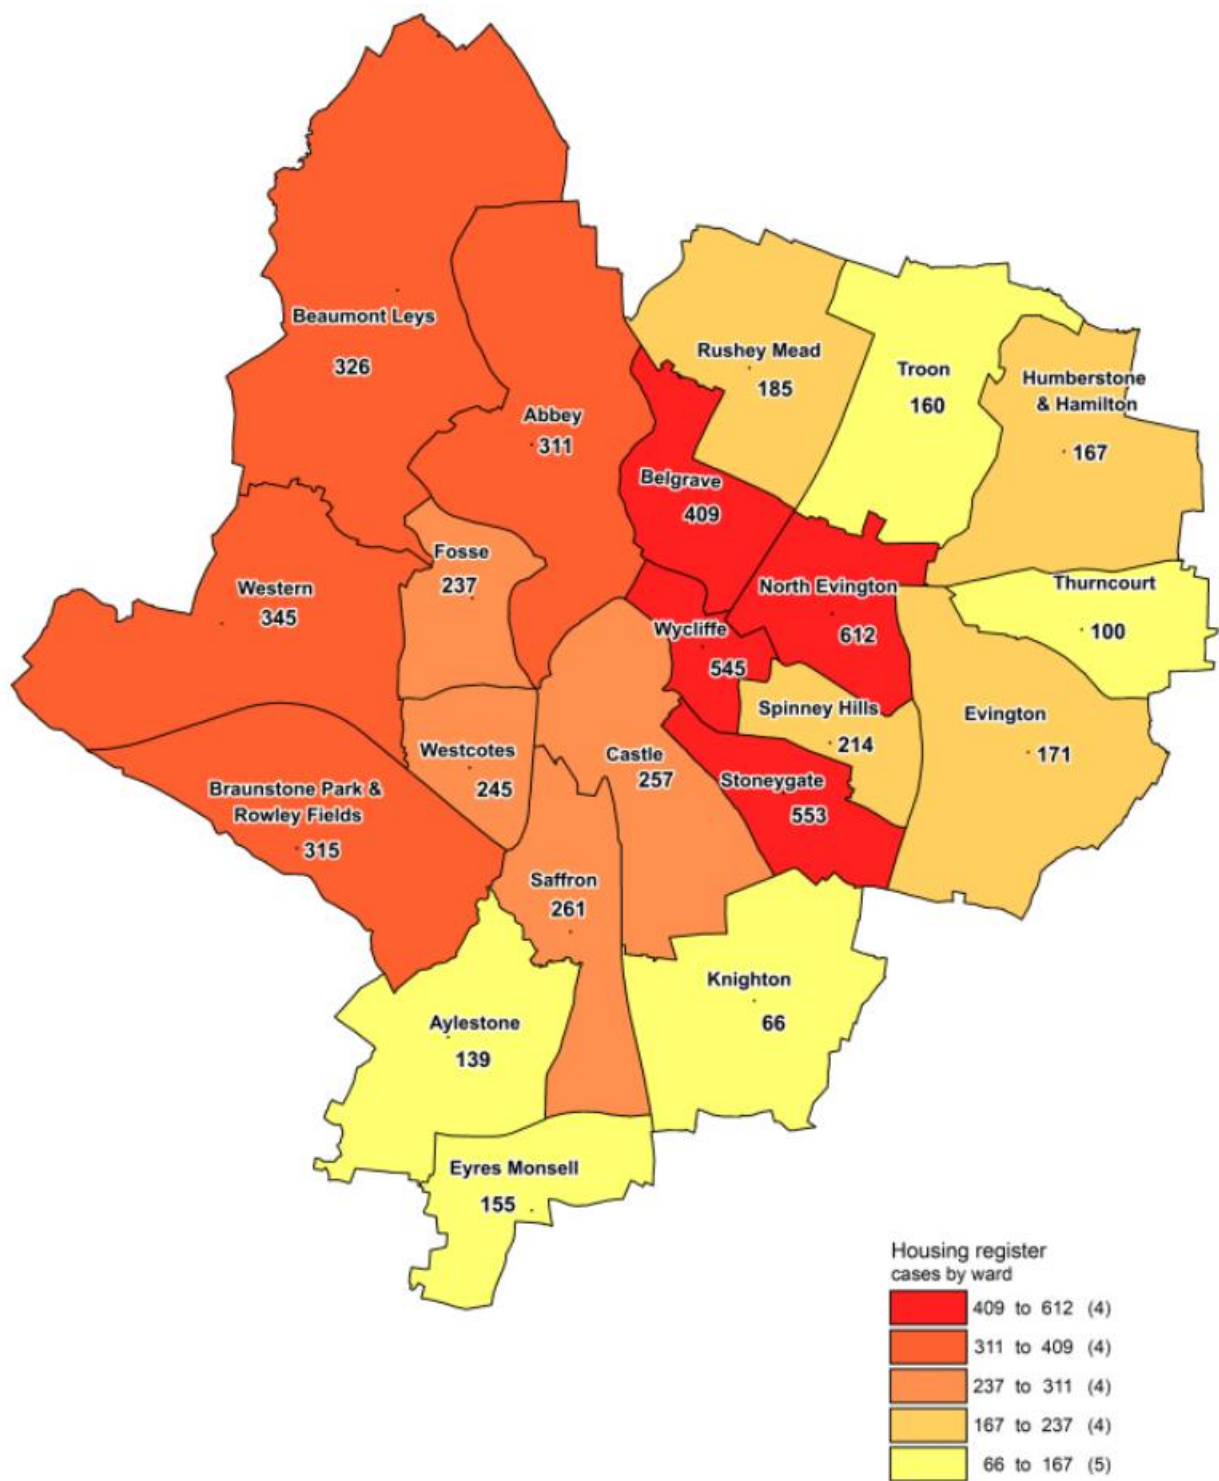 Beaumont Leys
326
Abbey
311
Rushey Mead
185
Troon
160
Humberstone
& Hamilton
167
Belgrave
409
Fosse
237
Western
345
North Evington
612
Thurncourt
100
Wycliffe
545
Spinney Hills
214
Evington
171
Westcotes
245
Castle
257
Stoneygate
553
Braunstone Park &
Rowley Fields
315
Saffron
261
Knighton
66
Aylestone
139
Eyres Monsell
155
Housing register
cases by ward
409 to 612 (4)
311 to 409 (4)
237 to 311 (4)
167 to 237 (4)
66 to 167 (5)